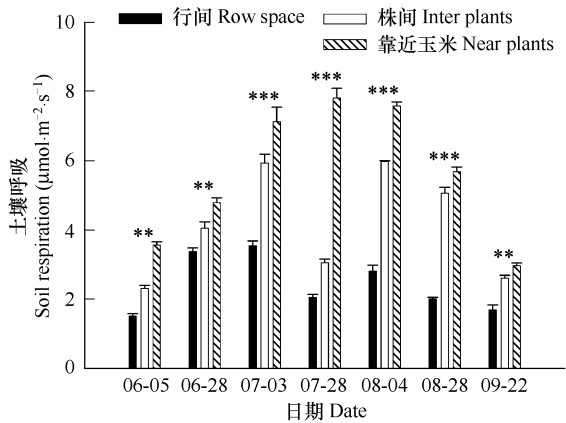 行间 Row space
株间 Inter plants
靠近玉米 Near plants
土壤呼吸
Soil respiration (μmol·m⁻²·s⁻¹)
10
8
6
4
2
0
**
**
***
***
***
***
**
06-05 06-28 07-03 07-28 08-04 08-28 09-22
日期 Date